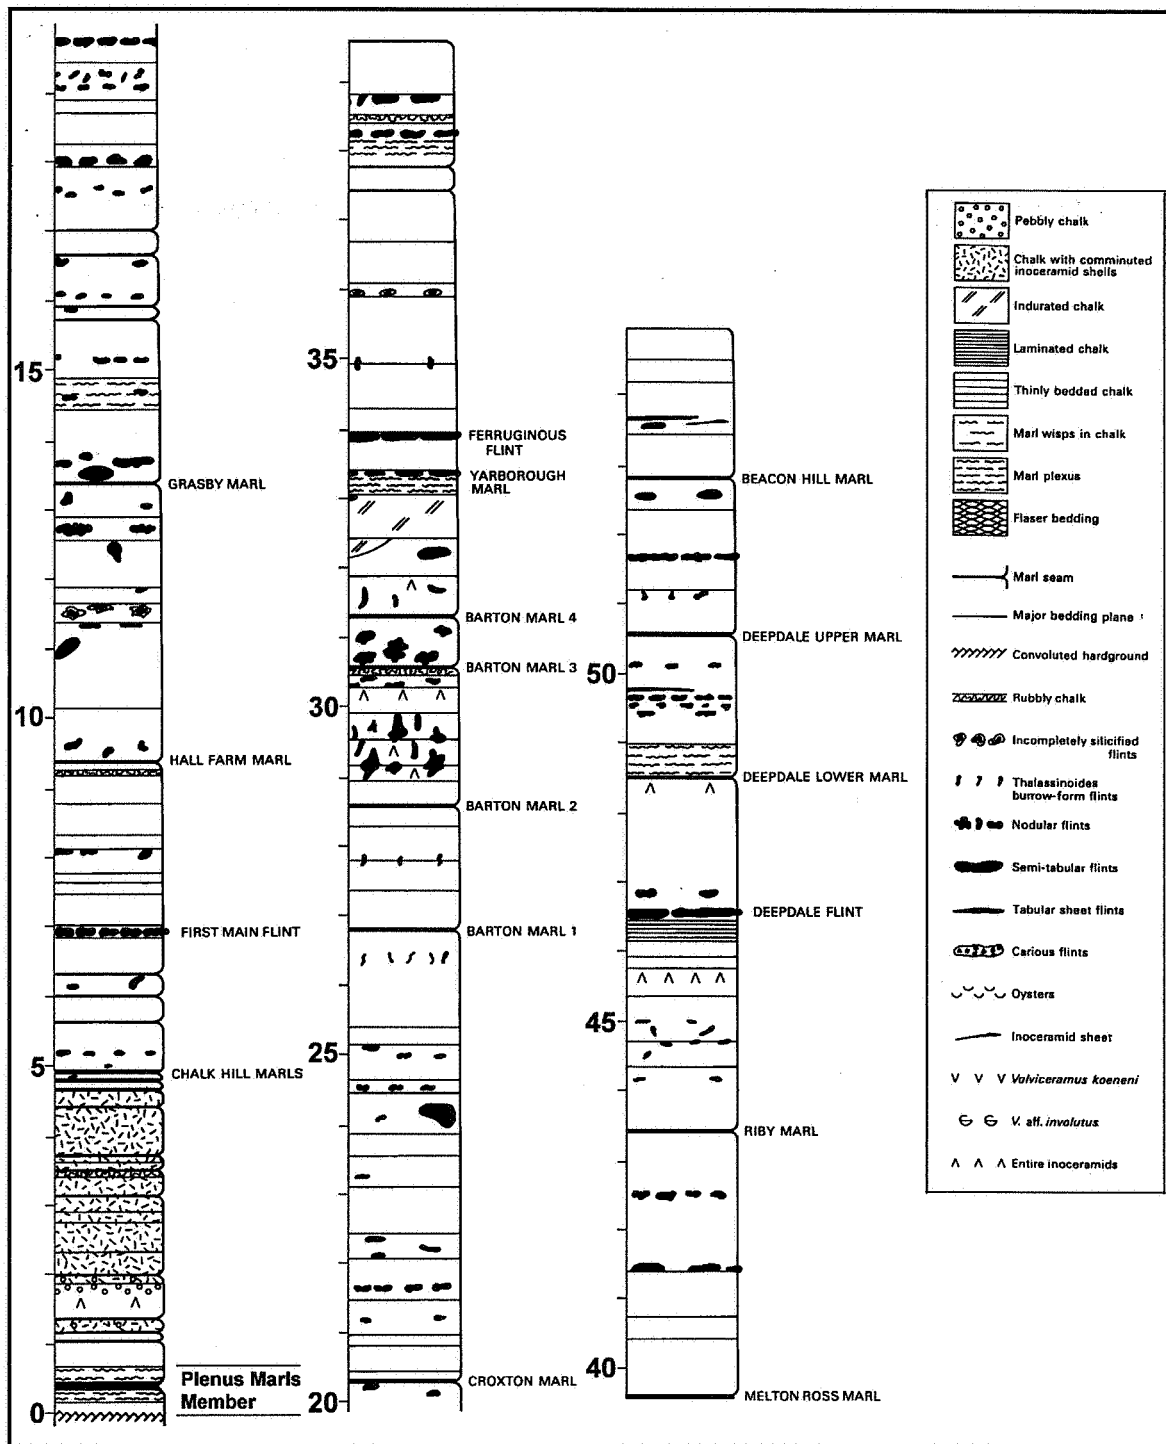 15
GRASBY MARL
10
HALL FARM MARL
FIRST MAIN FLINT
5
CHALK HILL MARLS
Plenus Marls
Member
0
35
FERRUGINOUS
FLINT
YARBOROUGH
MARL
BARTON MARL 4
BARTON MARL 3
30
BARTON MARL 2
BARTON MARL 1
25
CROXTON MARL
20
BEACON HILL MARL
DEEPDALE UPPER MARL
50
DEEPDALE LOWER MARL
DEEPDALE FLINT
45
RIBY MARL
40
MELTON ROSS MARL
Pebbly chalk
Chalk with comminuted
inoceramid shells
Indurated chalk
Laminated chalk
Thinly bedded chalk
Marl wisps in chalk
Marl plexus
Flaser bedding
Marl seam
Major bedding plane
Convoluted hardground
Rubbly chalk
Incompletely silicified
flints
Thalassinoides
burrow-form flints
Nodular flints
Semi-tabular flints
Tabular sheet flints
Carious flints
Oysters
Inoceramid sheet
Volviceramus koeneni
V. aff. involutus
Entire inoceramids